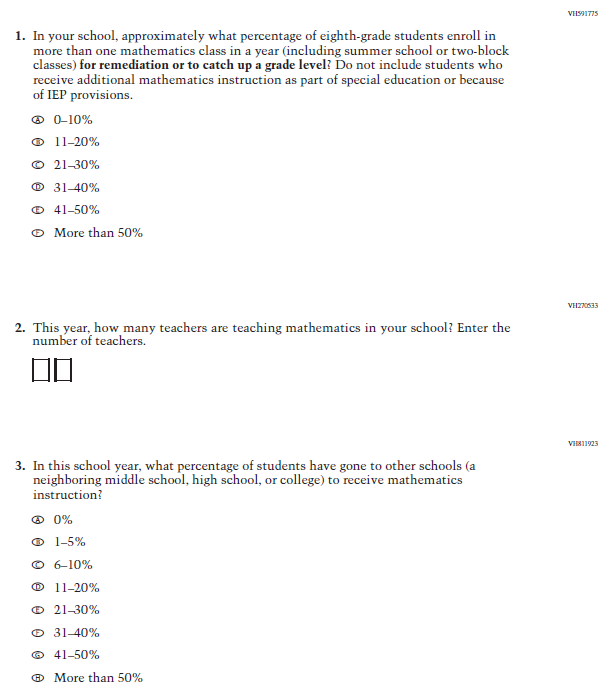 VH591775
1. In your school, approximately what percentage of eighth-grade students enroll in
more than one mathematics class in a year (including summer school or two-block
classes) for remediation or to catch up a grade level? Do not include students who
receive additional mathematics instruction as part of special education or because
of IEP provisions.
Ⓐ 0–10%
Ⓑ 11–20%
Ⓒ 21–30%
Ⓓ 31–40%
Ⓔ 41–50%
Ⓕ More than 50%
VH270533
2. This year, how many teachers are teaching mathematics in your school? Enter the
number of teachers.
VH811923
3. In this school year, what percentage of students have gone to other schools (a
neighboring middle school, high school, or college) to receive mathematics
instruction?
Ⓐ 0%
Ⓑ 1–5%
Ⓒ 6–10%
Ⓓ 11–20%
Ⓔ 21–30%
Ⓕ 31–40%
Ⓖ 41–50%
Ⓗ More than 50%